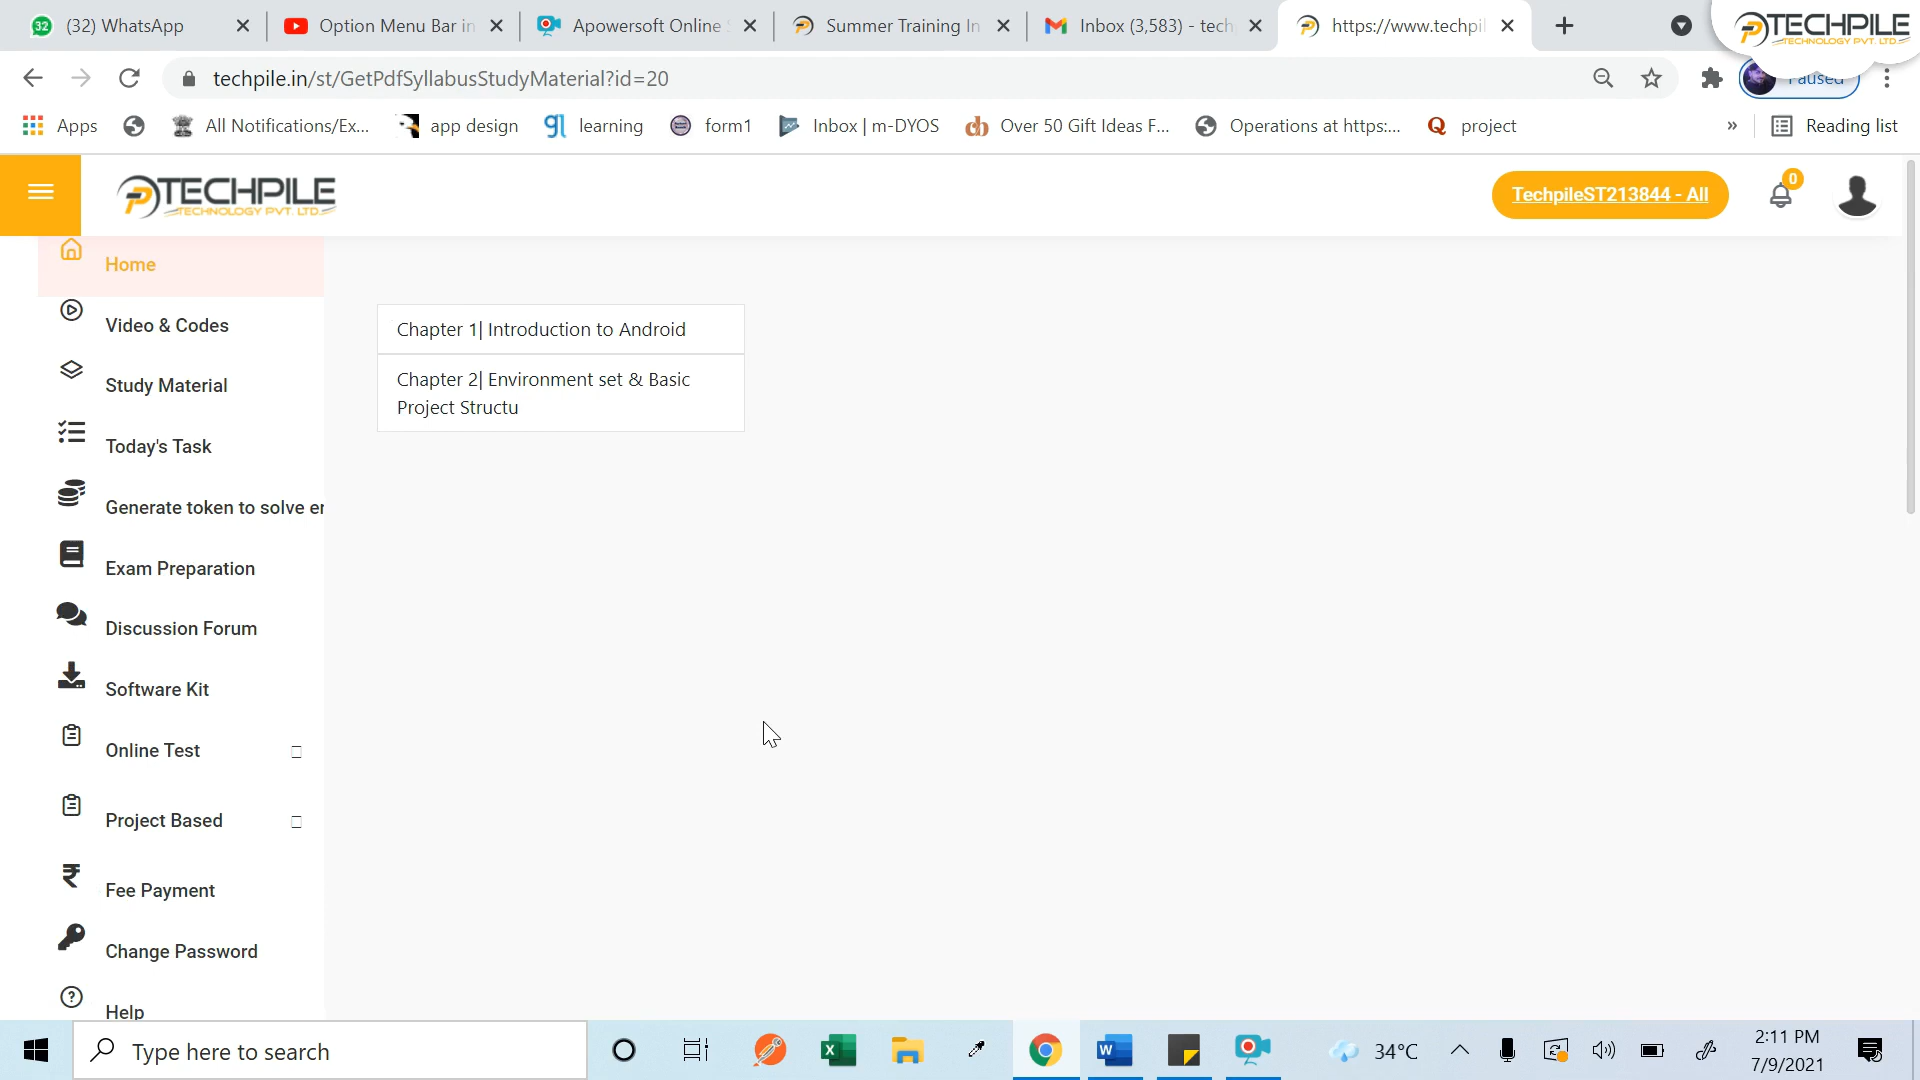 32
(32) WhatsApp
Option Menu Bar in
Apowersoft Online
Summer Training In
Inbox (3,583) - tech
https://www.techpil
TECHPILE
TECHNOLOGY PVT. LTD.
techpile.in/st/GetPdfSyllabusStudyMaterial?id=20
Paused
Apps
All Notifications/Ex...
app design
gl learning
form1
Inbox | m-DYOS
Over 50 Gift Ideas F...
Operations at https:...
Q project
»
Reading list
TECHPILE
TECHNOLOGY PVT. LTD.
TechpileST213844 - All
0
Home
Video & Codes
Study Material
Today's Task
Generate token to solve er
Exam Preparation
Discussion Forum
Software Kit
Online Test
Project Based
Fee Payment
Change Password
Help
Chapter 1| Introduction to Android
Chapter 2| Environment set & Basic
Project Structu
Type here to search
34°C
2:11 PM
7/9/2021